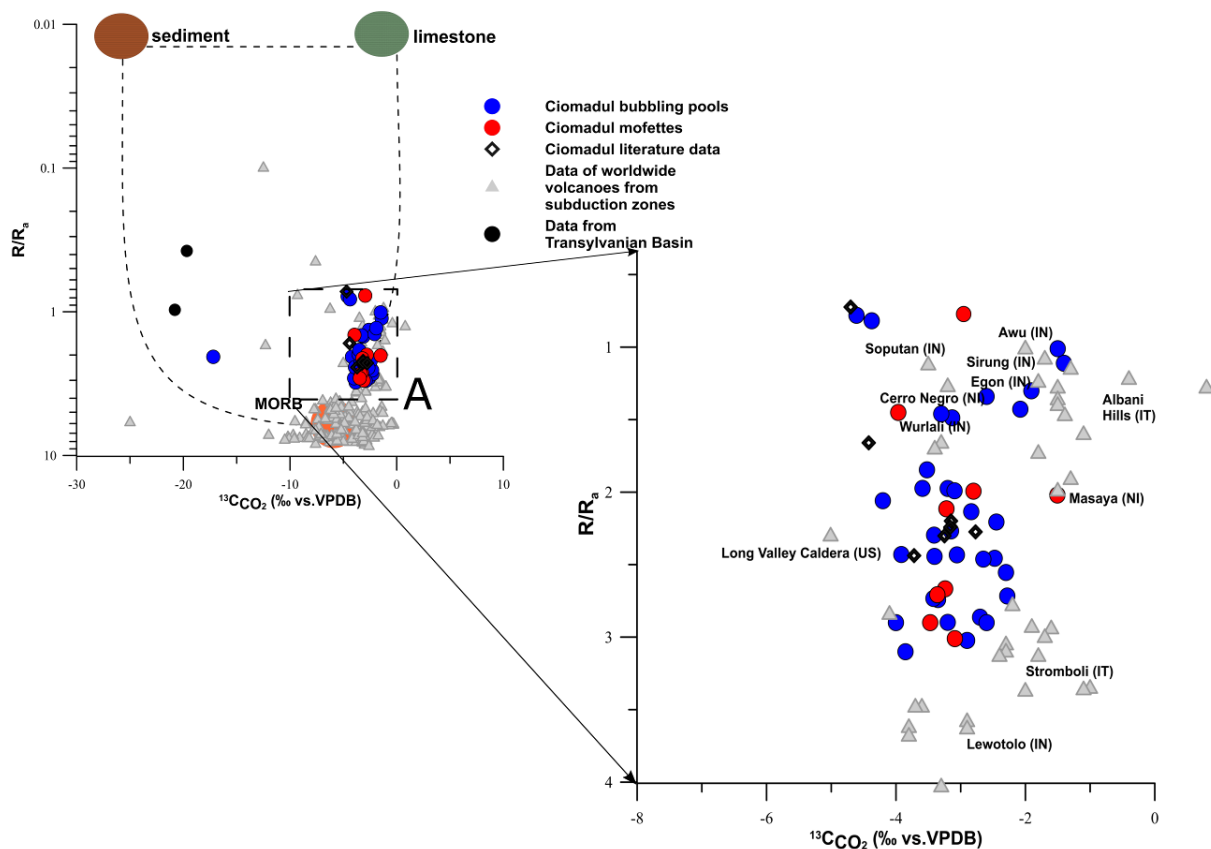 0.01
sediment
limestone
Ciomadul bubbling pools
Ciomadul mofettes
Ciomadul literature data
Data of worldwide
volcanoes from
subduction zones
Data from
Transylvanian Basin
0.1
R/Ra
1
MORB
A
10
-30
-20
-10
0
10
13CCO2 (‰ vs.VPDB)
1
Awu (IN)
Soputan (IN)
Sirung (IN)
Egon (IN)
Cerro Negro (NI)
Albani
Hills (IT)
Wurlali (IN)
2
Masaya (NI)
R/Ra
Long Valley Caldera (US)
3
Stromboli (IT)
Lewotolo (IN)
4
-8
-6
-4
-2
0
13CCO2 (‰ vs.VPDB)